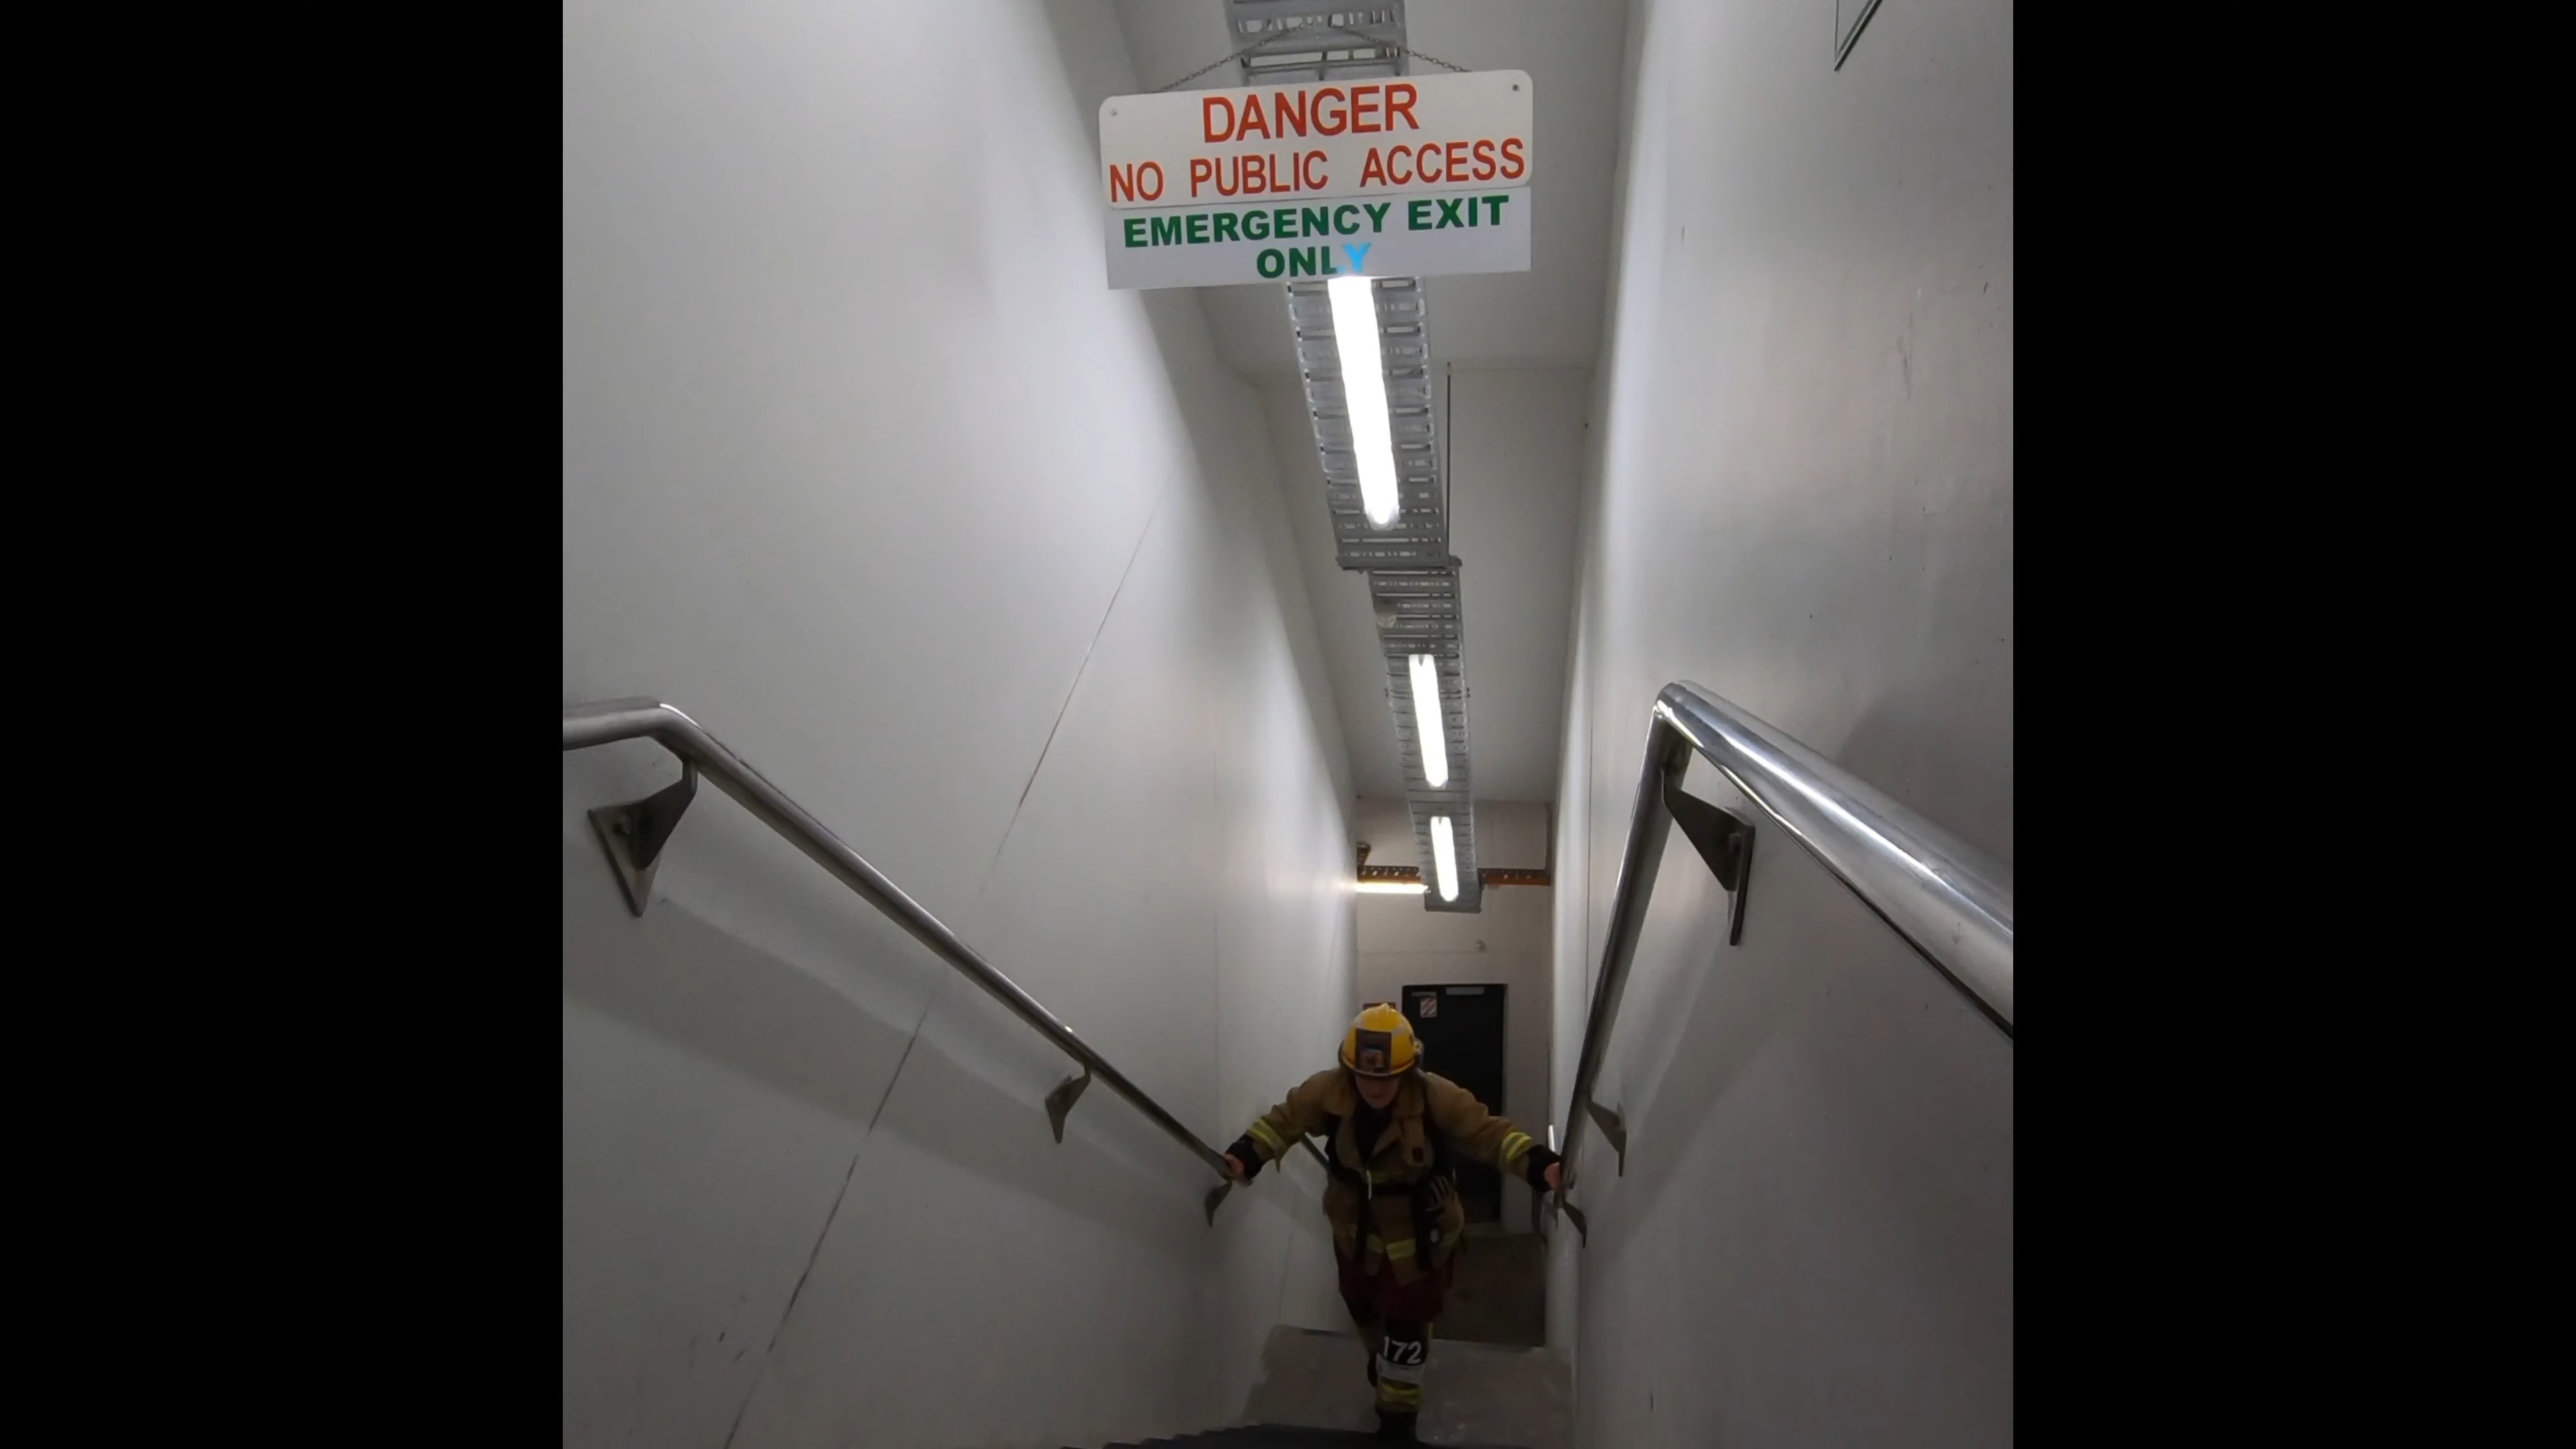 DANGER
NO PUBLIC ACCESS
EMERGENCY EXIT
ONLY
172